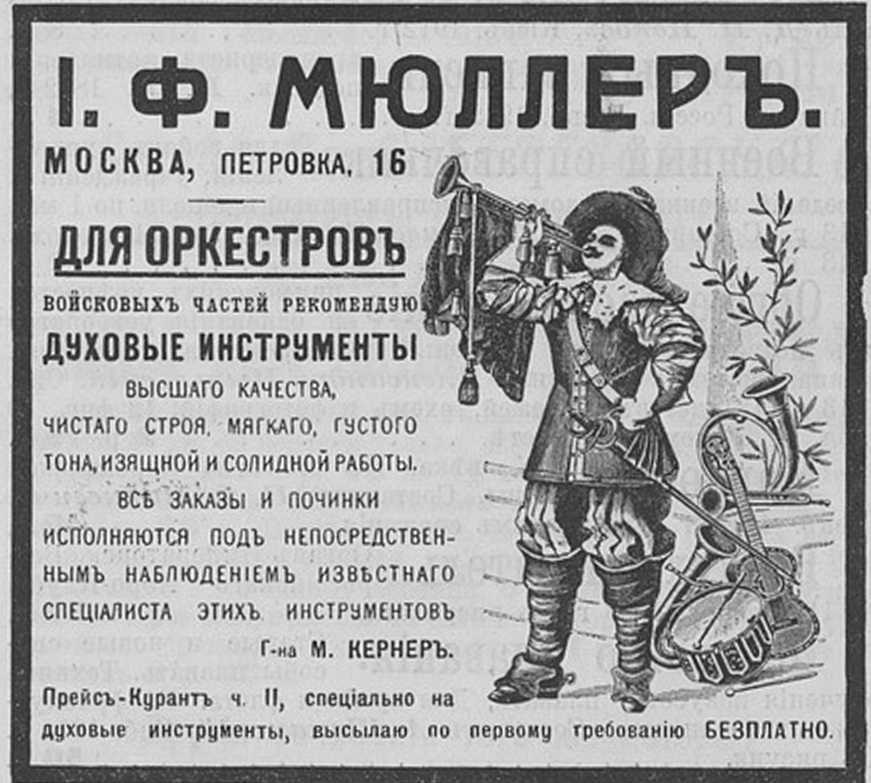 І. Ф. МЮЛЛЕРЪ.
МОСКВА, ПЕТРОВКА, 16
ДЛЯ ОРКЕСТРОВЪ
ВОЙСКОВЫХЪ ЧАСТЕЙ РЕКОМЕНДУЮ
ДУХОВЫЕ ИНСТРУМЕНТЫ
ВЫСШАГО КАЧЕСТВА,
ЧИСТАГО СТРОЯ, МЯГКАГО, ГУСТОГО
ТОНА, ИЗЯЩНОЙ И СОЛИДНОЙ РАБОТЫ.
ВСѢ ЗАКАЗЫ И ПОЧИНКИ
ИСПОЛНЯЮТСЯ ПОДЪ НЕПОСРЕДСТВЕН-
НЫМЪ НАБЛЮДЕНІЕМЪ ИЗВѢСТНАГО
СПЕЦІАЛИСТА ЭТИХЪ ИНСТРУМЕНТОВЪ
Г-на М. КЕРНЕРЪ.
Прейсъ-Курантъ ч. II, спеціально на
духовые инструменты, высылаю по первому требованію БЕЗПЛАТНО.